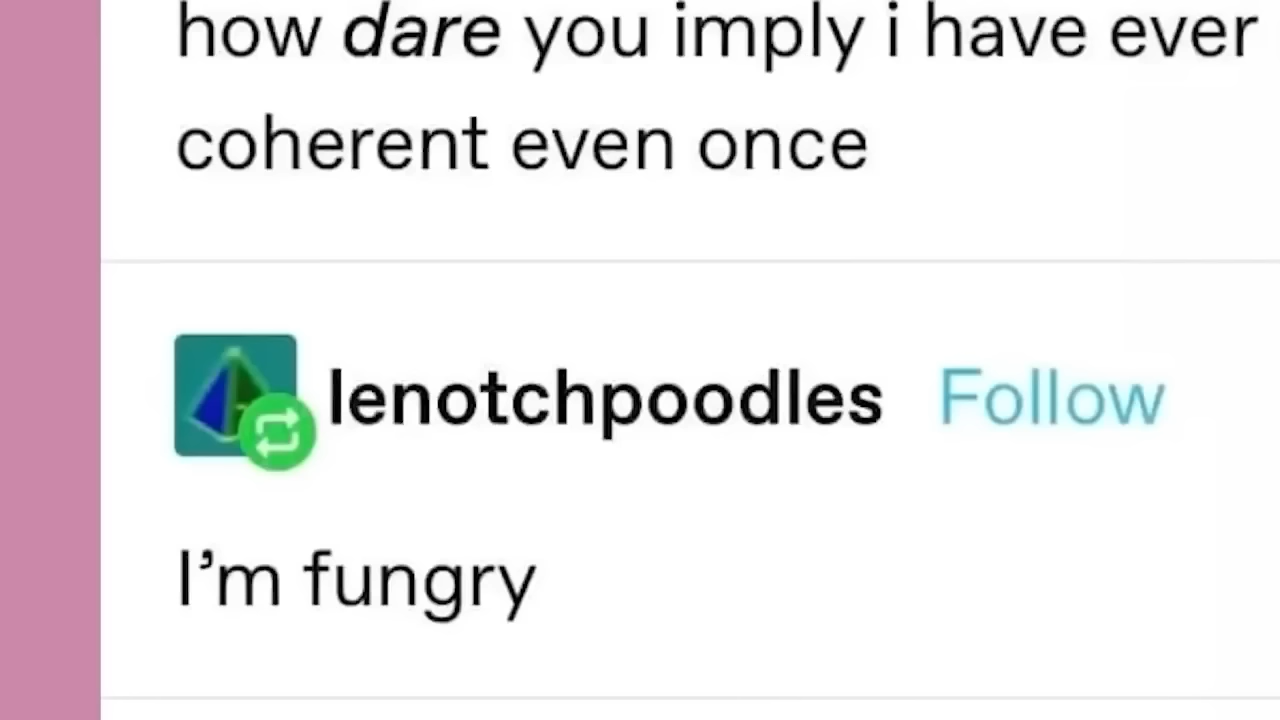 how dare you imply i have ever
coherent even once
lenotchpoodles Follow
I’m fungry